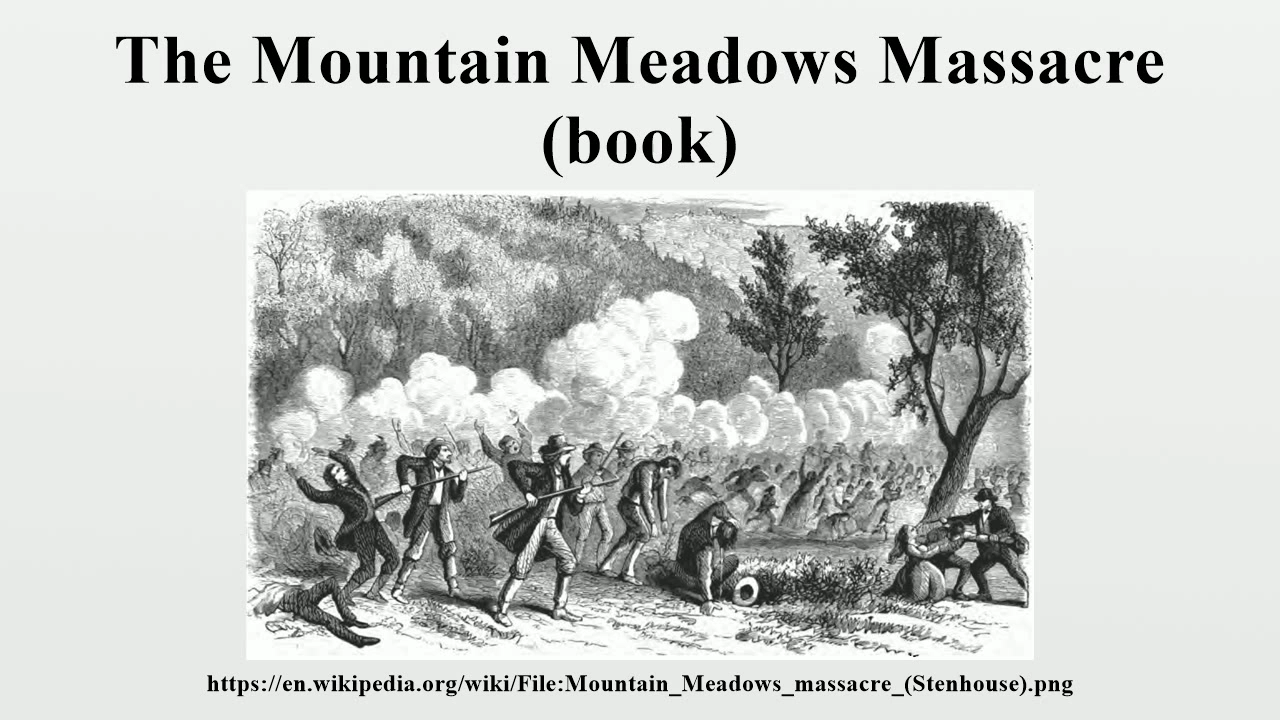 The Mountain Meadows Massacre
(book)
https://en.wikipedia.org/wiki/File:Mountain_Meadows_massacre_(Stenhouse).png